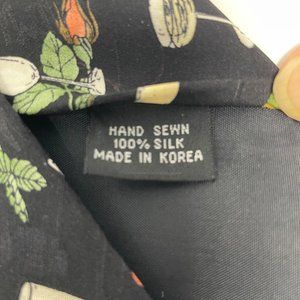 HAND SEWN
100% SILK
MADE IN KOREA